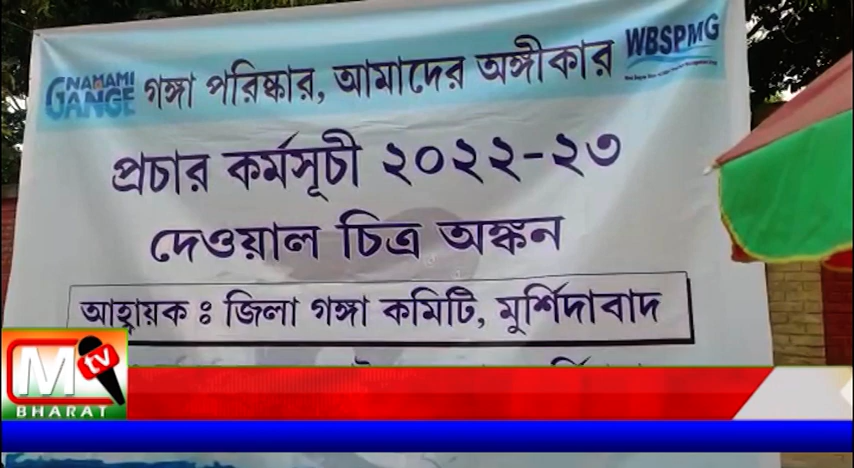 NAMAMI
GANGE
গঙ্গা পরিষ্কার, আমাদের অঙ্গীকার
WBSPMG
প্রচার কর্মসূচী ২০২২-২৩
দেওয়াল চিত্র অঙ্কন
আহ্বায়ক ঃ জিলা গঙ্গা কমিটি, মুর্শিদাবাদ
M tv
BHARAT